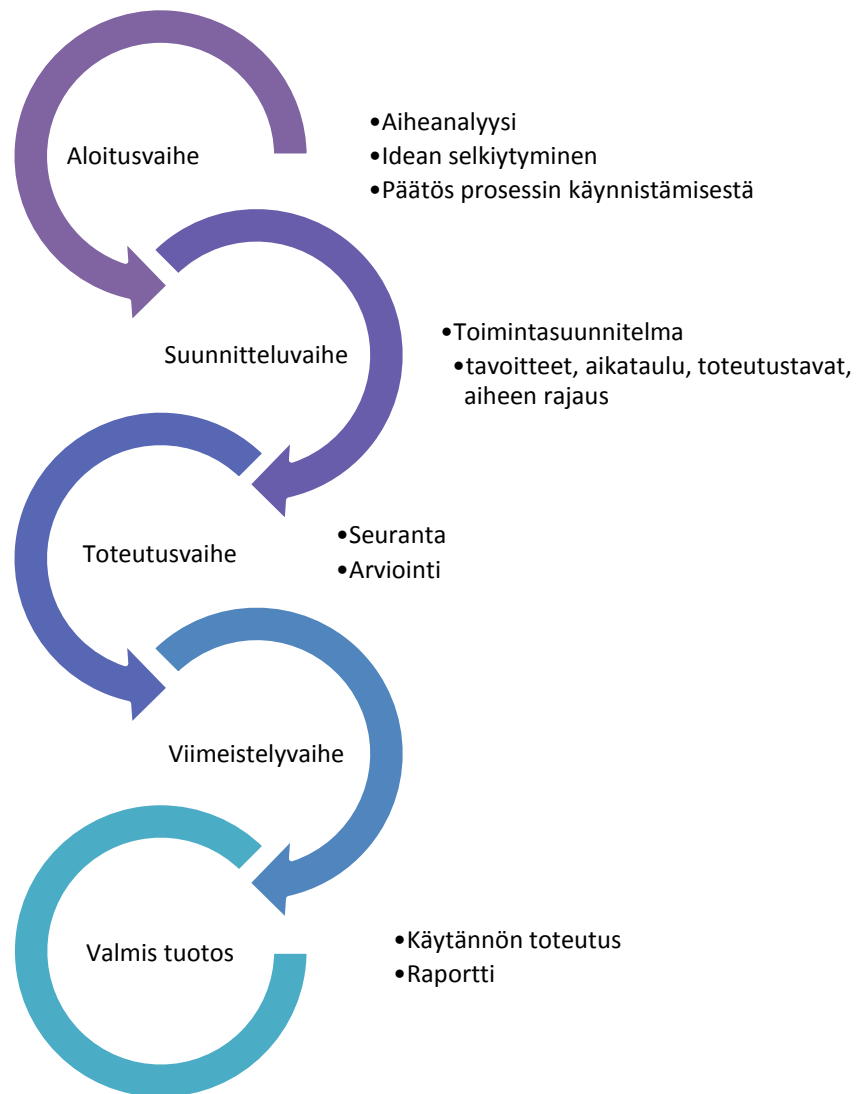 Aloitusvaihe
•Aiheanalyysi
•Idean selkiytyminen
•Päätös prosessin käynnistämisestä
Suunnitteluvaihe
•Toimintasuunnitelma
•tavoitteet, aikataulu, toteutustavat,
aiheen rajaus
Toteutusvaihe
•Seuranta
•Arviointi
Viimeistelyvaihe
Valmis tuotos
•Käytännön toteutus
•Raportti